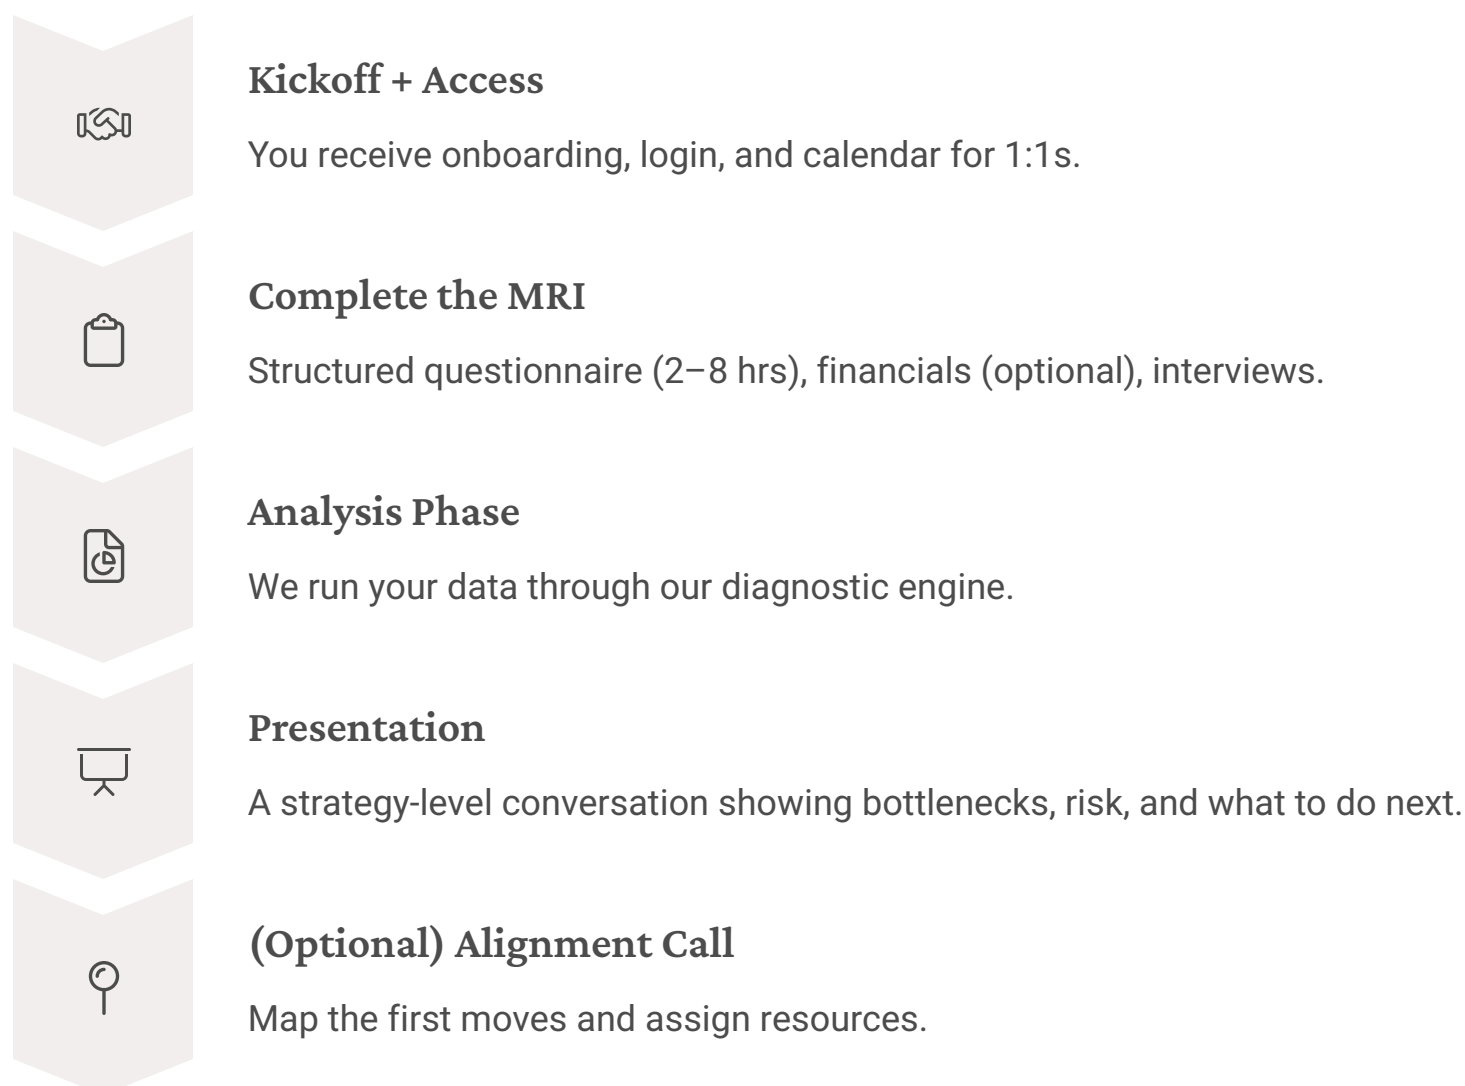 Kickoff + Access
You receive onboarding, login, and calendar for 1:1s.
Complete the MRI
Structured questionnaire (2–8 hrs), financials (optional), interviews.
Analysis Phase
We run your data through our diagnostic engine.
Presentation
A strategy-level conversation showing bottlenecks, risk, and what to do next.
(Optional) Alignment Call
Map the first moves and assign resources.